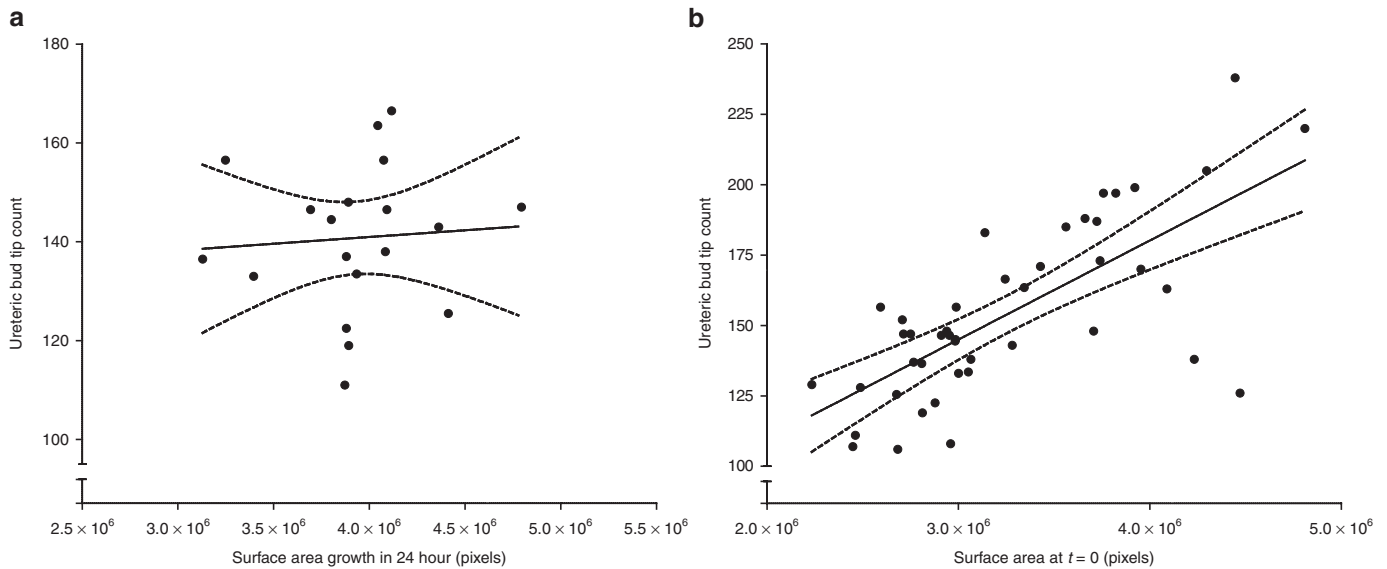 a
180
160
140
120
100
Ureteric bud tip count
2.5 × 10⁶ 3.0 × 10⁶ 3.5 × 10⁶ 4.0 × 10⁶ 4.5 × 10⁶ 5.0 × 10⁶ 5.5 × 10⁶
Surface area growth in 24 hour (pixels)
b
250
225
200
175
150
125
100
Ureteric bud tip count
2.0 × 10⁶ 3.0 × 10⁶ 4.0 × 10⁶ 5.0 × 10⁶
Surface area at t = 0 (pixels)